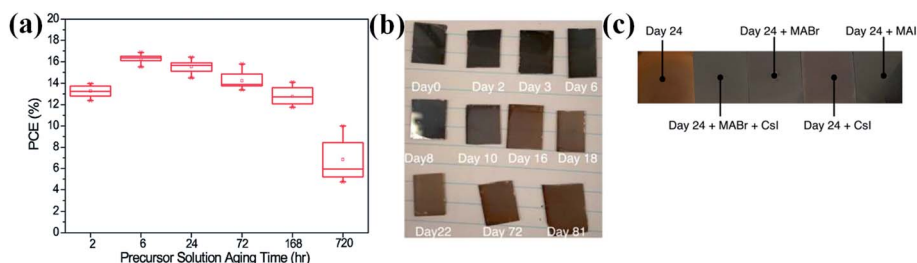 (a)
20
18
16
14
12
10
8
6
4
2
0
PCE (%)
2 6 24 72 168 720
Precursor Solution Aging Time (hr)
(b)
Day0 Day 2 Day 3 Day 6
Day8 Day 10 Day 16 Day 18
Day22 Day 72 Day 81
(c)
Day 24 Day 24 + MABr Day 24 + MAI
Day 24 + MABr + CsI Day 24 + CsI